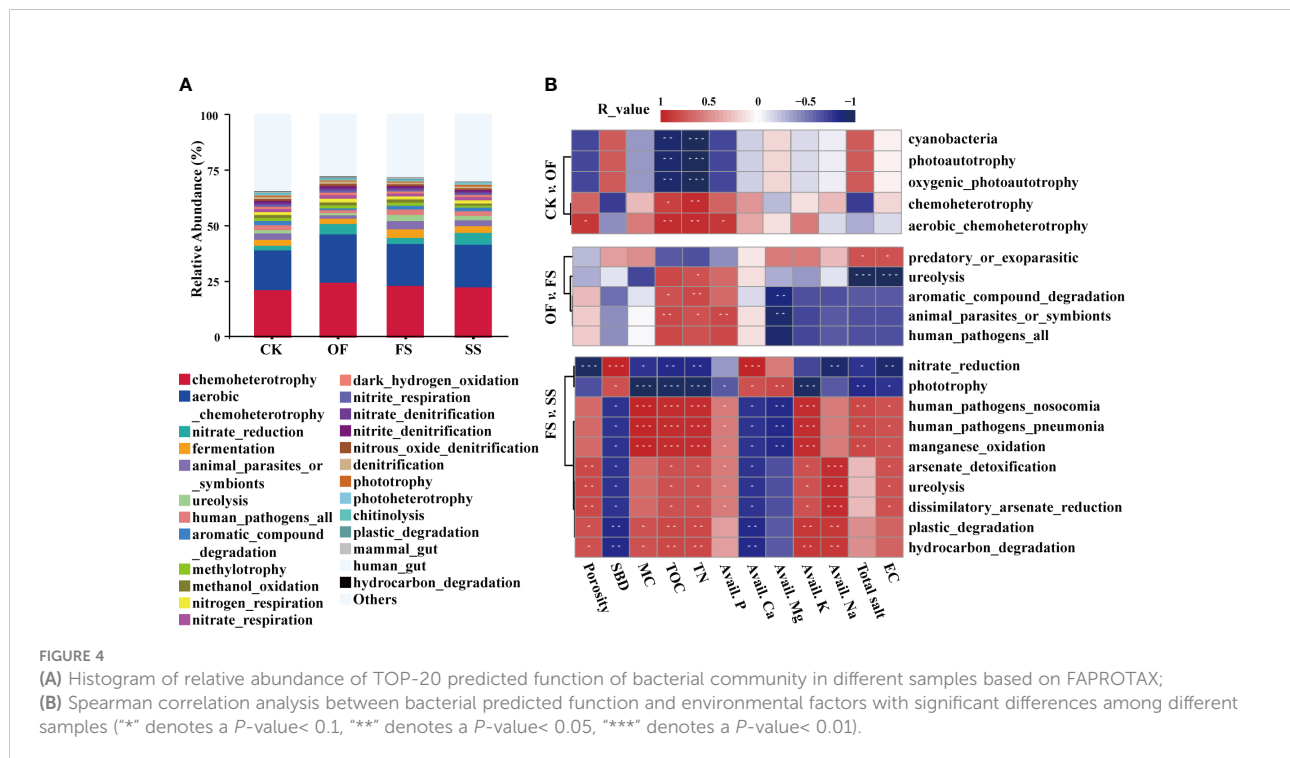 A
Relative Abundance (%)
100
75
50
25
0
CK OF FS SS
chemoheterotrophy
aerobic
_chemoheterotrophy
nitrate_reduction
fermentation
animal_parasites_or
_symbionts
ureolysis
human_pathogens_all
aromatic_compound
_degradation
methylotrophy
methanol_oxidation
nitrogen_respiration
nitrate_respiration
dark_hydrogen_oxidation
nitrite_respiration
nitrate_denitrification
nitrite_denitrification
nitrous_oxide_denitrification
denitrification
phototrophy
photoheterotrophy
chitinolysis
plastic_degradation
mammal_gut
human_gut
hydrocarbon_degradation
Others
B
R_value
1 0.5 0 −0.5 −1
CK v. OF
cyanobacteria
photoautotrophy
oxygenic_photoautotrophy
chemoheterotrophy
aerobic_chemoheterotrophy
OF v. FS
predatory_or_exoparasitic
ureolysis
aromatic_compound_degradation
animal_parasites_or_symbionts
human_pathogens_all
FS v. SS
nitrate_reduction
phototrophy
human_pathogens_nosocomia
human_pathogens_pneumonia
manganese_oxidation
arsenate_detoxification
ureolysis
dissimilatory_arsenate_reduction
plastic_degradation
hydrocarbon_degradation
Porosity SBD MC TOC TN Avail. P Avail. Ca Avail. Mg Avail. K Avail. Na Total salt EC
FIGURE 4
(A) Histogram of relative abundance of TOP-20 predicted function of bacterial community in different samples based on FAPROTAX;
(B) Spearman correlation analysis between bacterial predicted function and environmental factors with significant differences among different
samples ("*" denotes a P-value< 0.1, "**" denotes a P-value< 0.05, "***" denotes a P-value< 0.01).